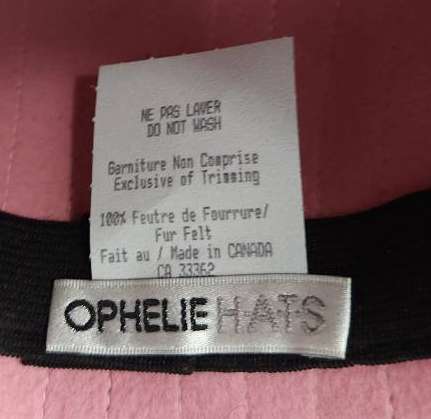 NE PAS LAVER
DO NOT WASH
Garniture Non Comprise
Exclusive of Trimming
100% Feutre de Fourrure/
Fur Felt
Fait au / Made in CANADA
CA 33362
OPHELIE HATS